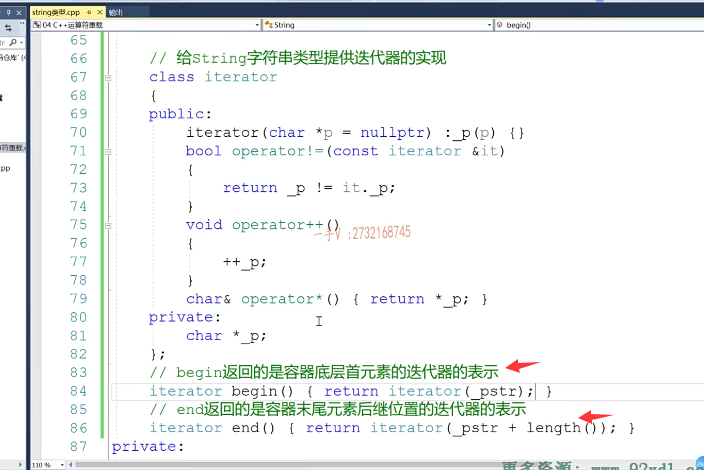 string类型.cpp 输出
04 C++运算符重载 String begin()
65
66 // 给String字符串类型提供迭代器的实现
67 class iterator
68 {
69 public:
70 iterator(char *p = nullptr) :_p(p) {}
71 bool operator!=(const iterator &it)
72 {
73 return _p != it._p;
74 }
75 void operator++()
一手V :2732168745
76 {
77 ++_p;
78 }
79 char& operator*() { return *_p; }
80 private:
81 char *_p;
82 };
83 // begin返回的是容器底层首元素的迭代器的表示
84 iterator begin() { return iterator(_pstr); }
85 // end返回的是容器末尾元素后继位置的迭代器的表示
86 iterator end() { return iterator(_pstr + length()); }
87 private:
110 %